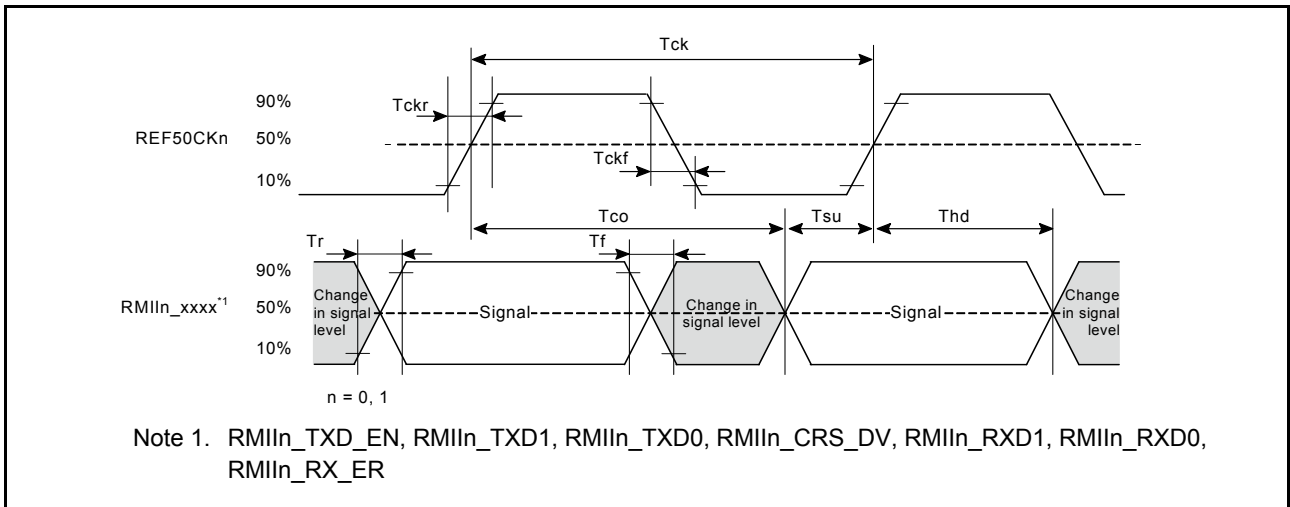 Tck
90%
Tckr
REF50CKn
50%
Tckf
10%
Tco
Tsu
Thd
Tr
Tf
90%
RMIIn_xxxx*1
50%
10%
Change
in signal
level
Signal
Change in
signal level
Signal
Change
in signal
level
n = 0, 1
Note 1. RMIIn_TXD_EN, RMIIn_TXD1, RMIIn_TXD0, RMIIn_CRS_DV, RMIIn_RXD1, RMIIn_RXD0,
RMIIn_RX_ER